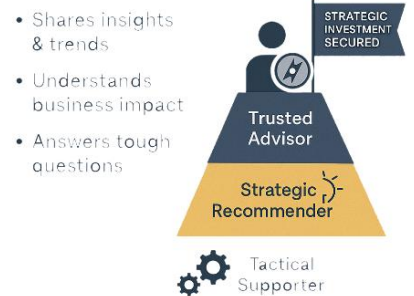 • Shares insights
& trends
• Understands
business impact
• Answers tough
questions
STRATEGIC
INVESTMENT
SECURED
Trusted
Advisor
Strategic
Recommender
Tactical
Supporter